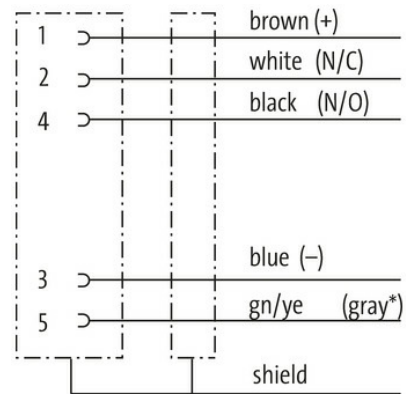 1 brown (+)
2 white (N/C)
4 black (N/O)
3 blue (–)
5 gn/ye (gray*)
shield